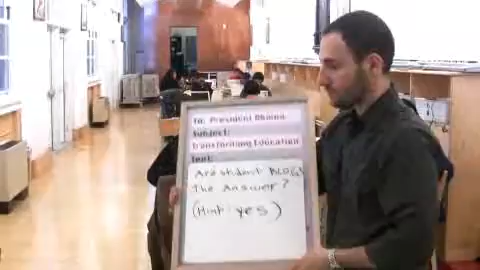 To: President Obama
Subject:
Transforming Education
Text:
Are student BLOGS
The Answer?
(Hint: yes)